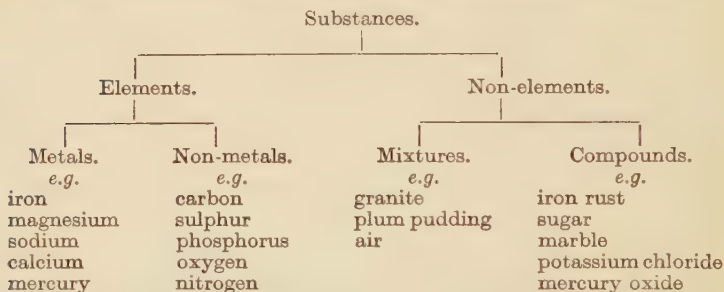 Substances.
Elements. Non-elements.
Metals. Non-metals. Mixtures. Compounds.
e.g. e.g. e.g. e.g.
iron carbon granite iron rust
magnesium sulphur plum pudding sugar
sodium phosphorus air marble
calcium oxygen potassium chloride
mercury nitrogen mercury oxide